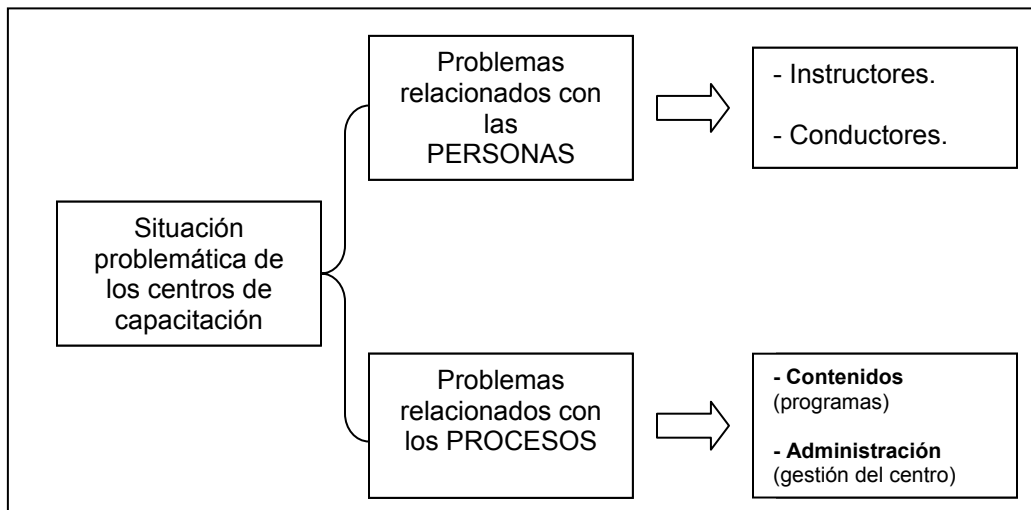 Problemas
relacionados con
las
PERSONAS
- Instructores.
- Conductores.
Situación
problemática de
los centros de
capacitación
Problemas
relacionados con
los PROCESOS
- Contenidos
(programas)
- Administración
(gestión del centro)